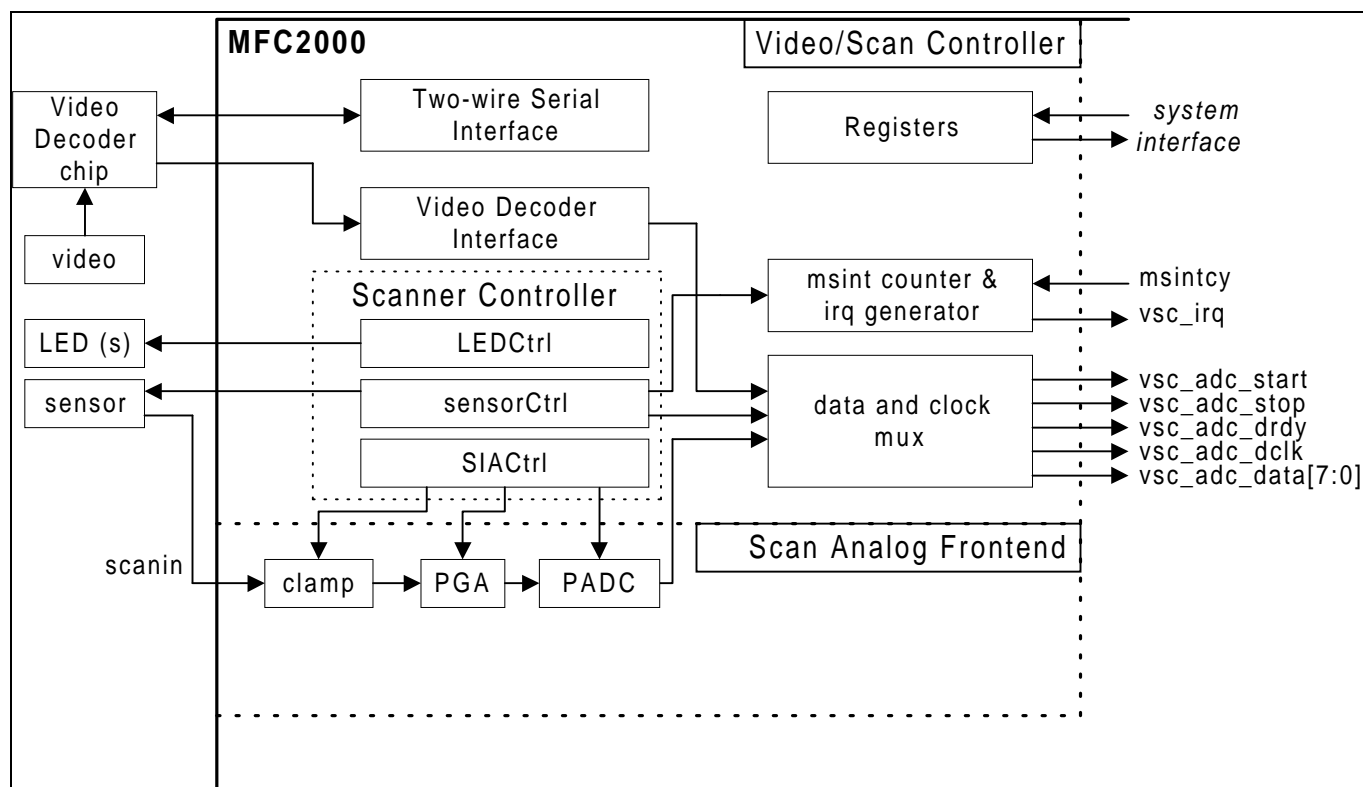 MFC2000
Video/Scan Controller
Video
Decoder
chip
Two-wire Serial
Interface
Registers
system
interface
Video Decoder
Interface
video
Scanner Controller
msint counter &
irq generator
msintcy
vsc_irq
LED (s)
LEDCtrl
sensor
sensorCtrl
data and clock
mux
vsc_adc_start
vsc_adc_stop
vsc_adc_drdy
vsc_adc_dclk
vsc_adc_data[7:0]
SIACtrl
Scan Analog Frontend
scanin
clamp
PGA
PADC